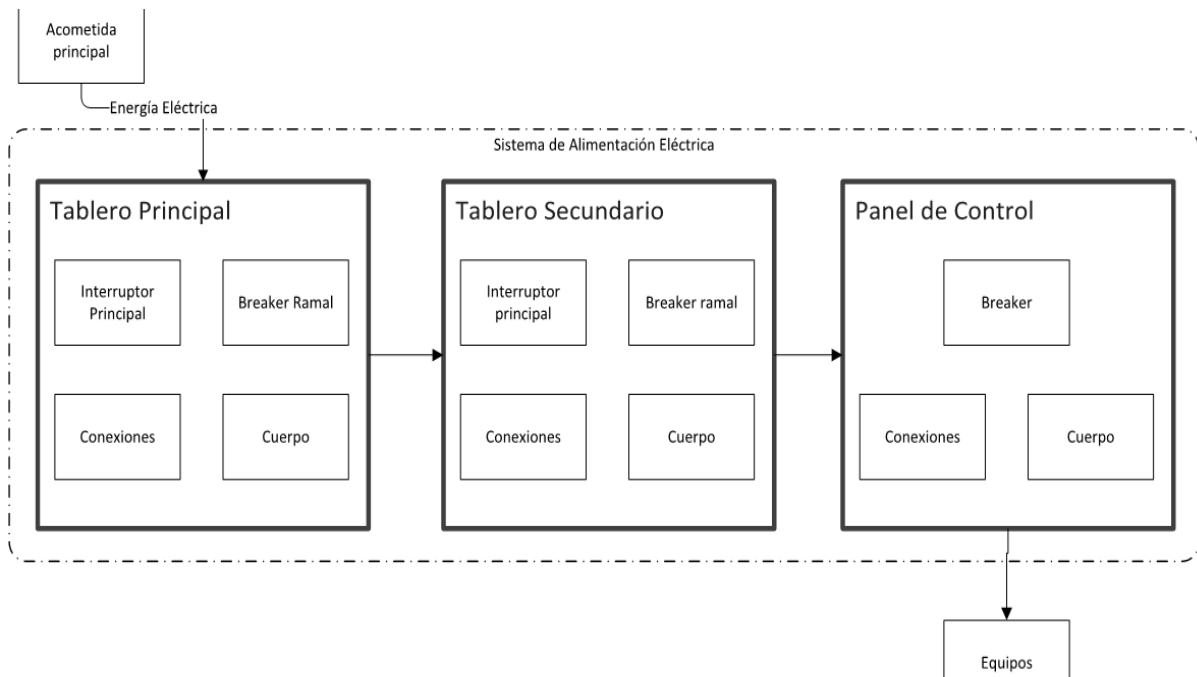 Acometida
principal
Energía Eléctrica
Sistema de Alimentación Eléctrica
Tablero Principal
Interruptor
Principal
Breaker Ramal
Conexiones
Cuerpo
Tablero Secundario
Interruptor
principal
Breaker ramal
Conexiones
Cuerpo
Panel de Control
Breaker
Conexiones
Cuerpo
Equipos